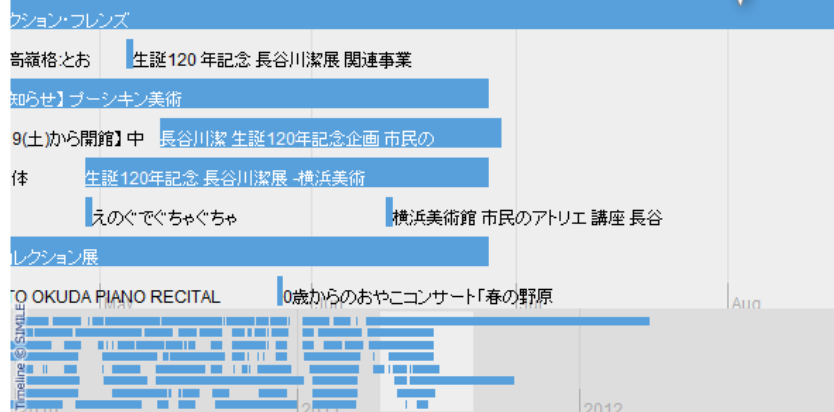 クション・フレンズ
高嶺格:とお 生誕120 年記念 長谷川潔展 関連事業
知らせ】プーシキン美術
9(土)から開館】中 長谷川潔 生誕120年記念企画 市民の
体 生誕120年記念 長谷川潔展 -横浜美術
えのぐでぐちゃぐちゃ 横浜美術館 市民のアトリエ 講座 長谷
レクション展
TO OKUDA PIANO RECITAL 0歳からのおやこコンサート「春の野原
May Jun Jul Aug
Timeline © SIMILE
2010 2011 2012